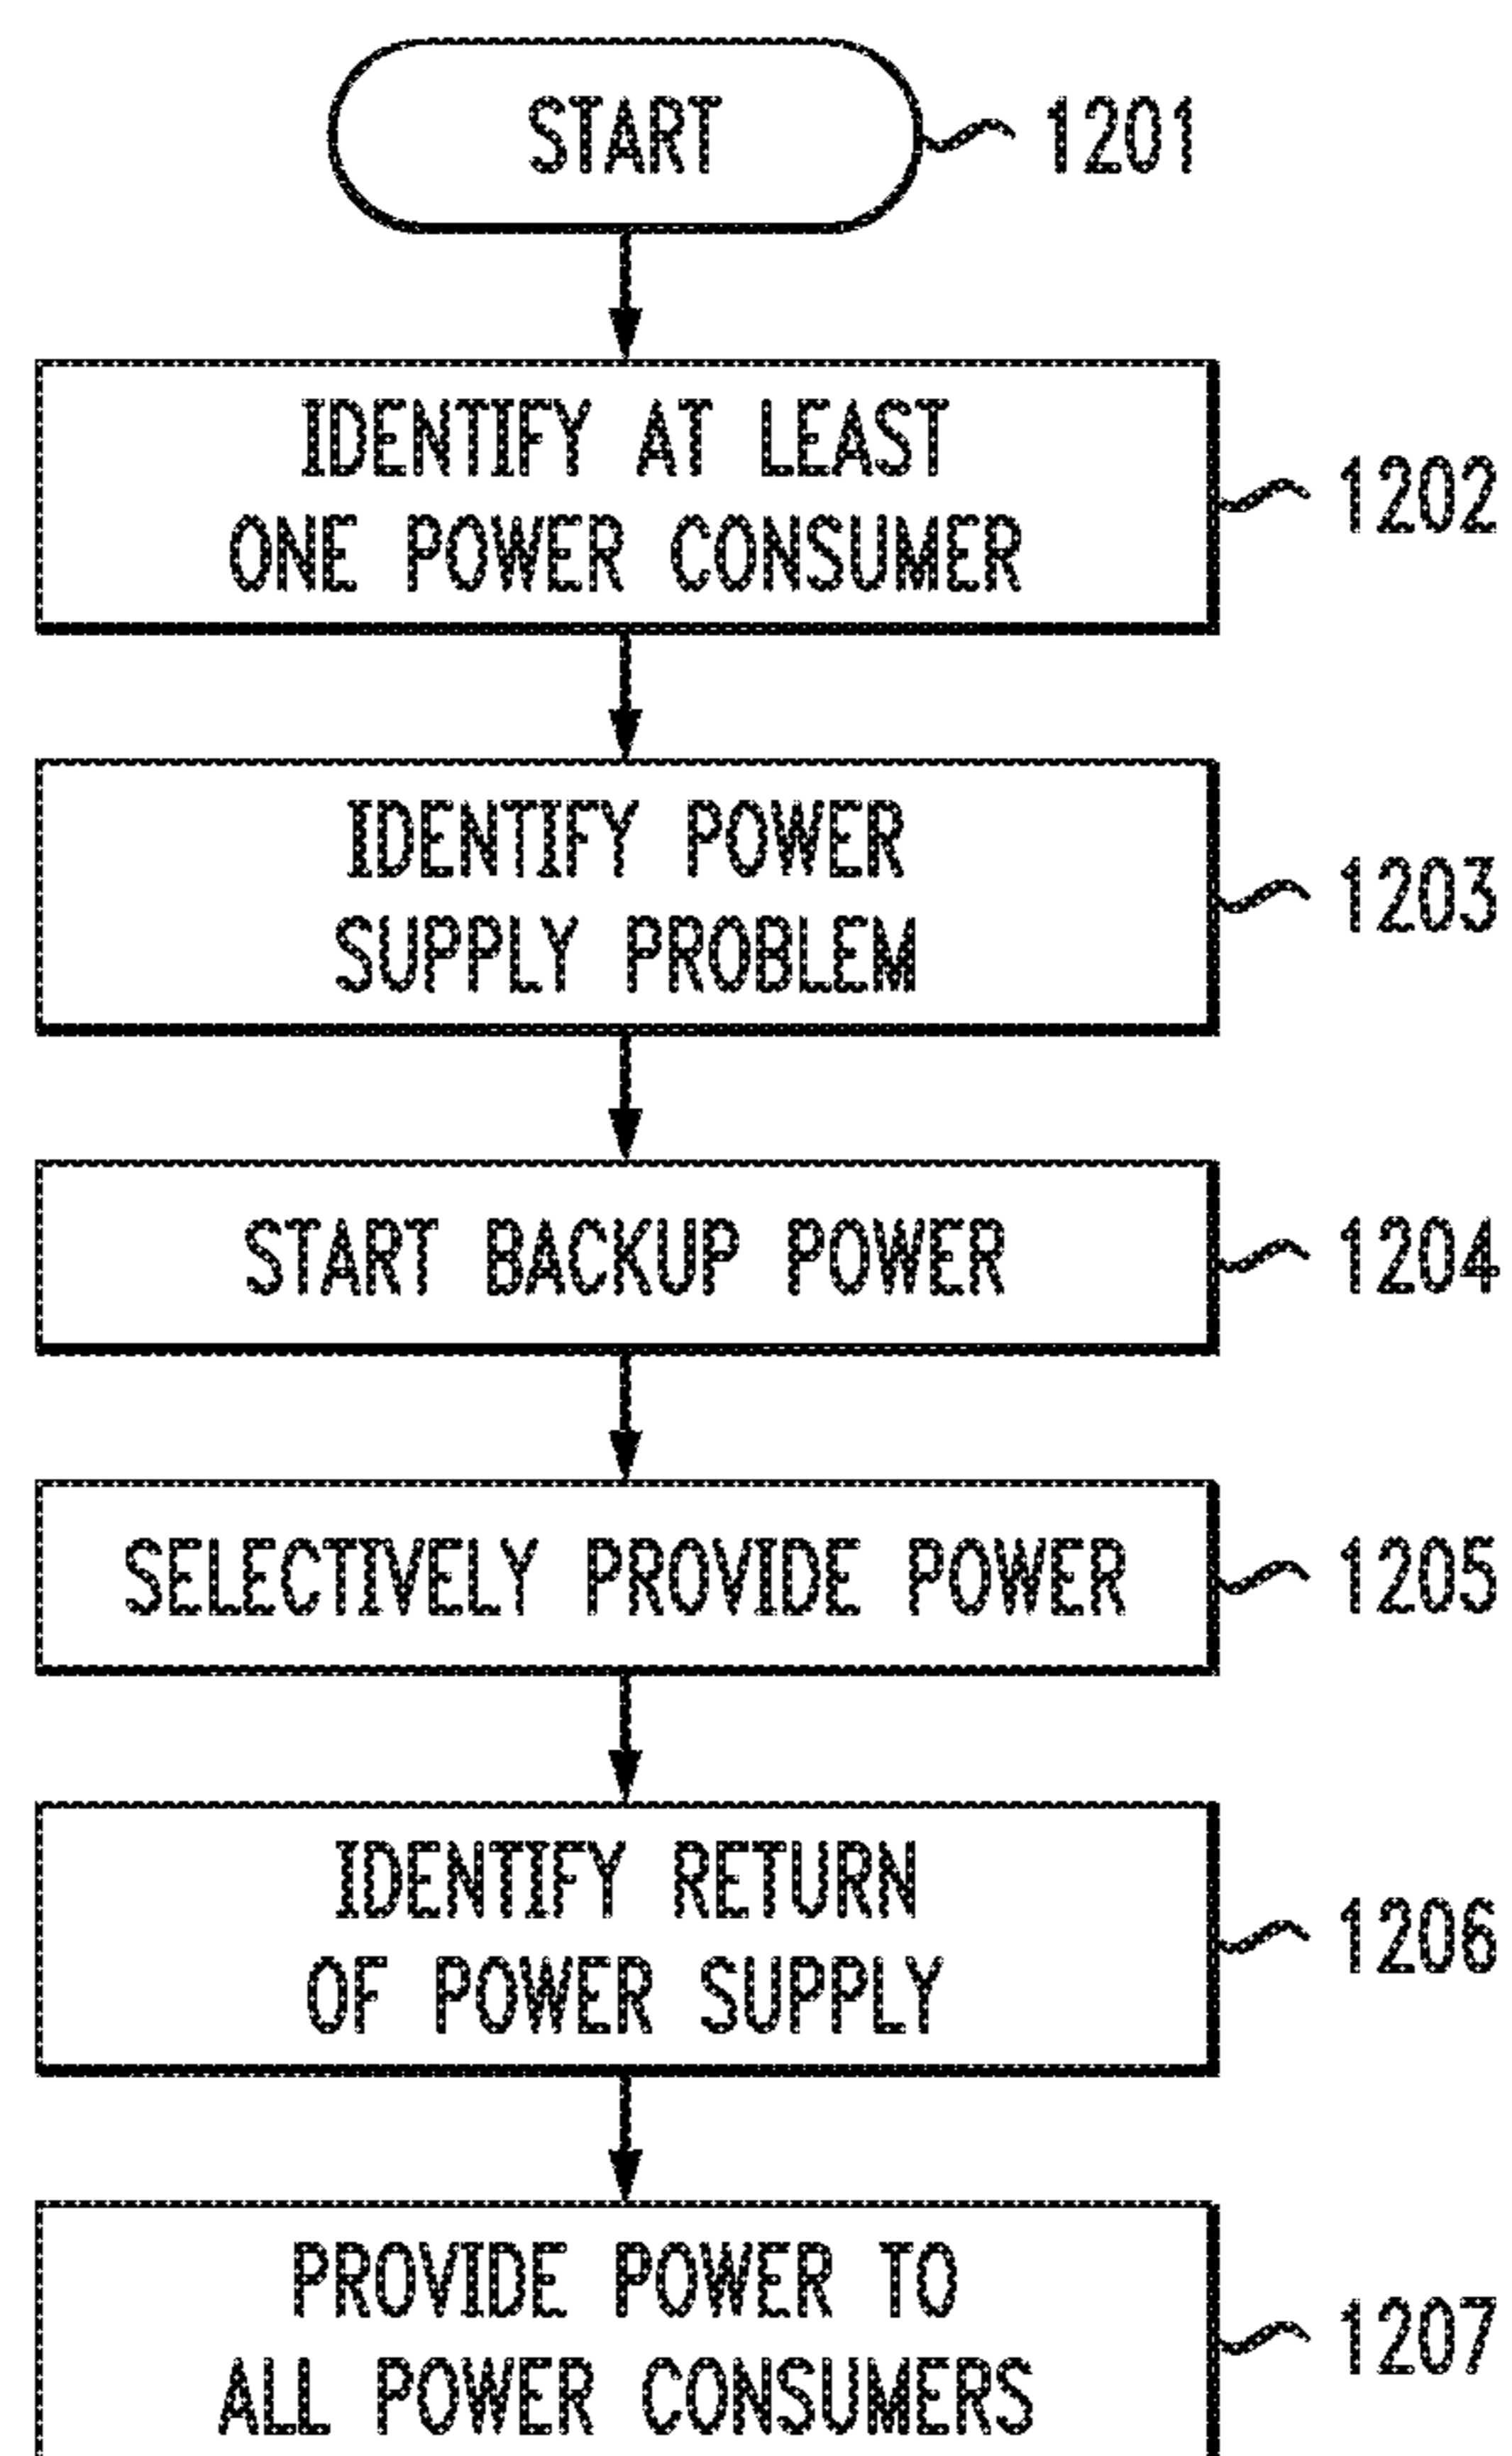 START
1201
IDENTIFY AT LEAST
ONE POWER CONSUMER
1202
IDENTIFY POWER
SUPPLY PROBLEM
1203
START BACKUP POWER
1204
SELECTIVELY PROVIDE POWER
1205
IDENTIFY RETURN
OF POWER SUPPLY
1206
PROVIDE POWER TO
ALL POWER CONSUMERS
1207